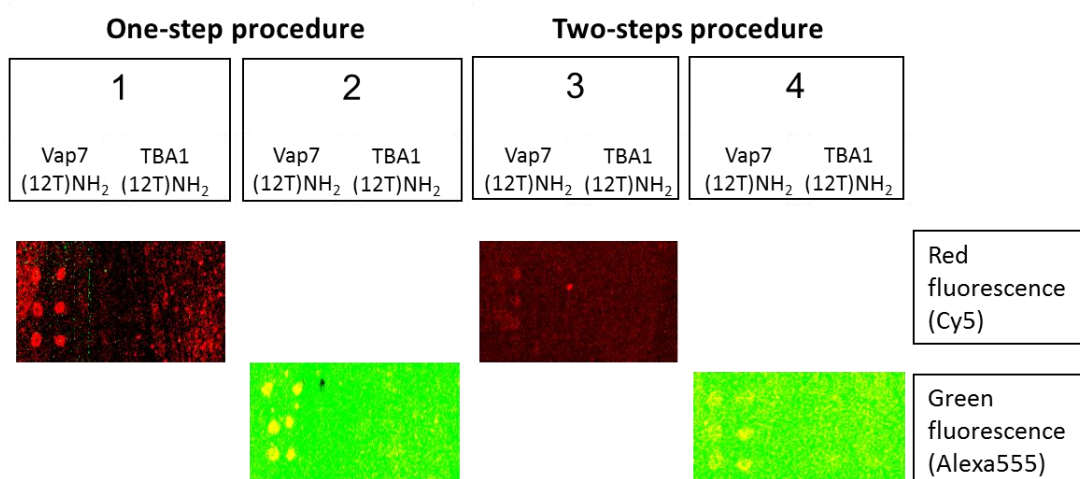 One-step procedure
Two-steps procedure
1
2
3
4
Vap7 TBA1
(12T)NH₂ (12T)NH₂
Vap7 TBA1
(12T)NH₂ (12T)NH₂
Vap7 TBA1
(12T)NH₂ (12T)NH₂
Vap7 TBA1
(12T)NH₂ (12T)NH₂
Red
fluorescence
(Cy5)
Green
fluorescence
(Alexa555)